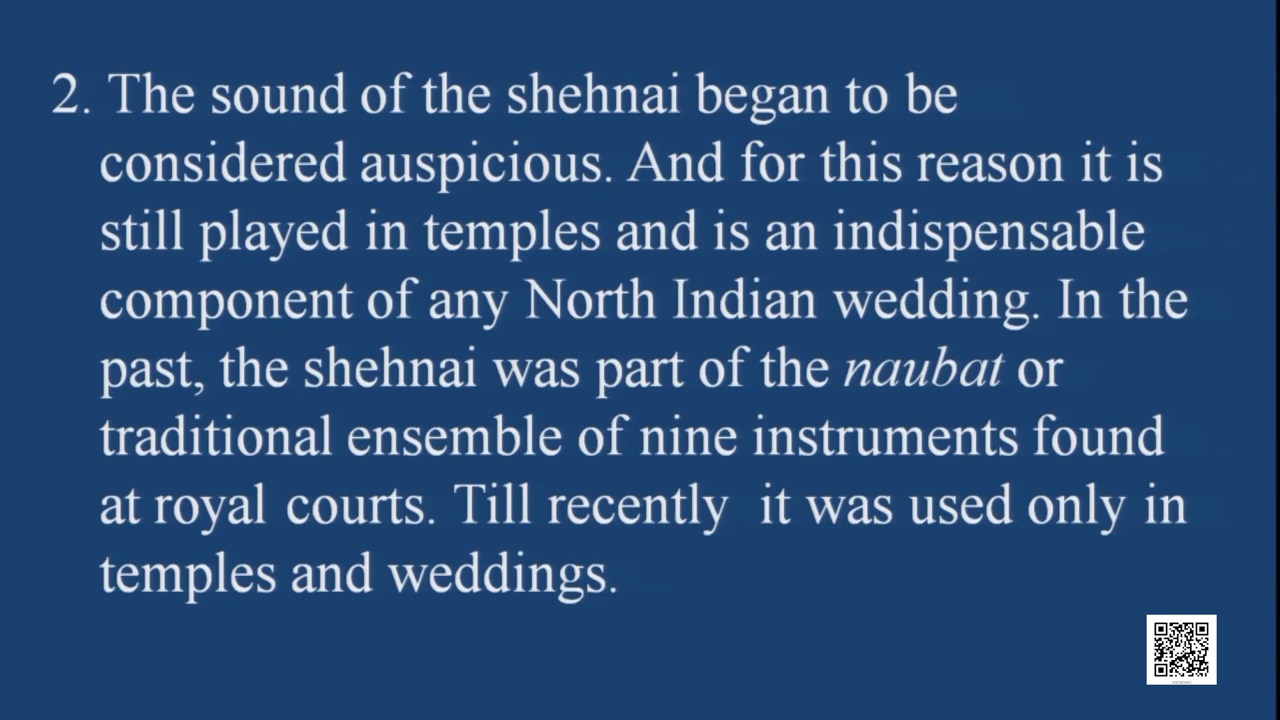 2. The sound of the shehnai began to be
considered auspicious. And for this reason it is
still played in temples and is an indispensable
component of any North Indian wedding. In the
past, the shehnai was part of the naubat or
traditional ensemble of nine instruments found
at royal courts. Till recently it was used only in
temples and weddings.